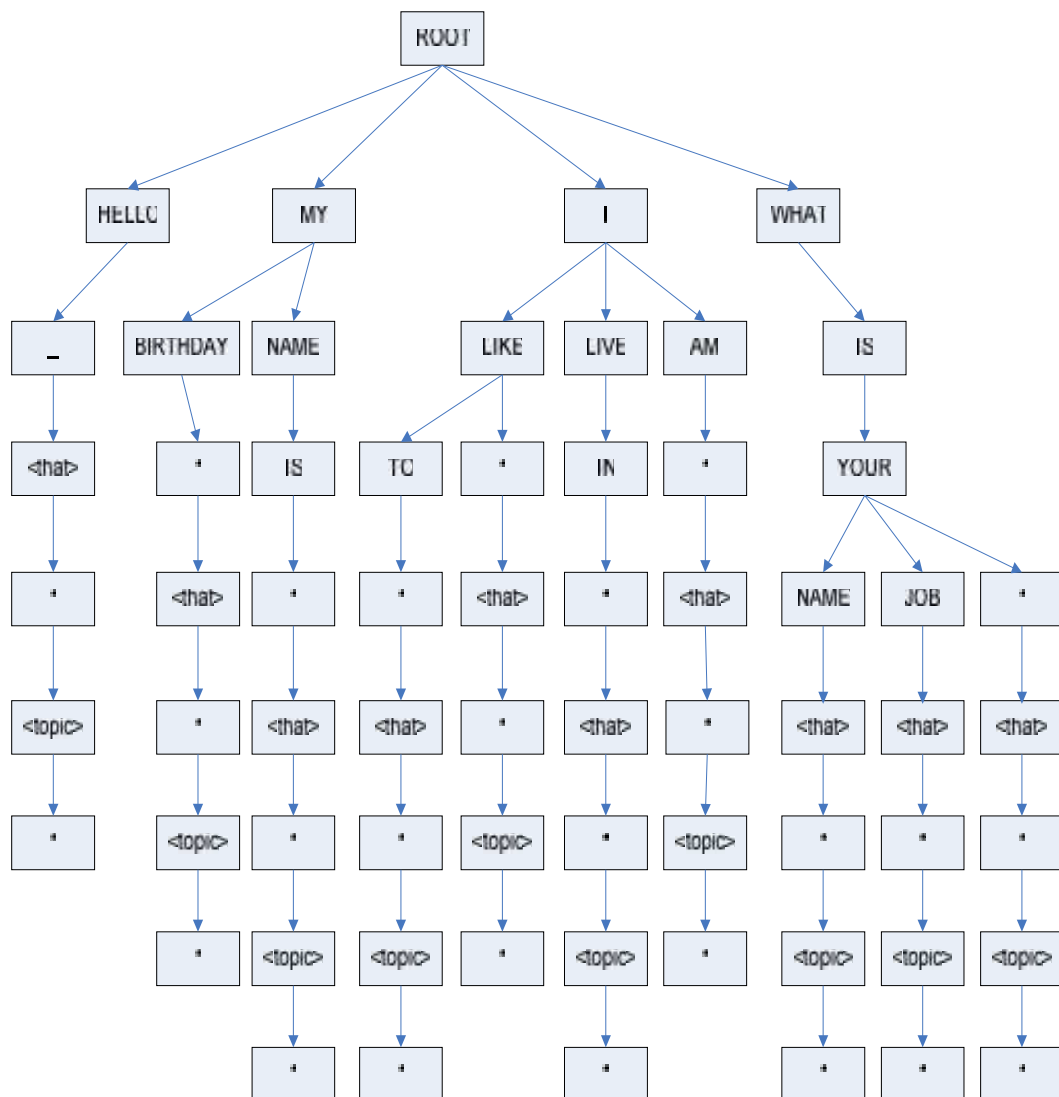 ROOT
HELLO MY I WHAT
_ BIRTHDAY NAME LIKE LIVE AM IS
<that> * IS TO * IN * YOUR
* <that> * * <that> * <that> NAME JOB *
<topic> * <that> <that> * <that> * <that> <that> <that>
* <topic> * * <topic> * <topic> * * *
* <topic> <topic> * <topic> * <topic> <topic> <topic>
* * * * * *